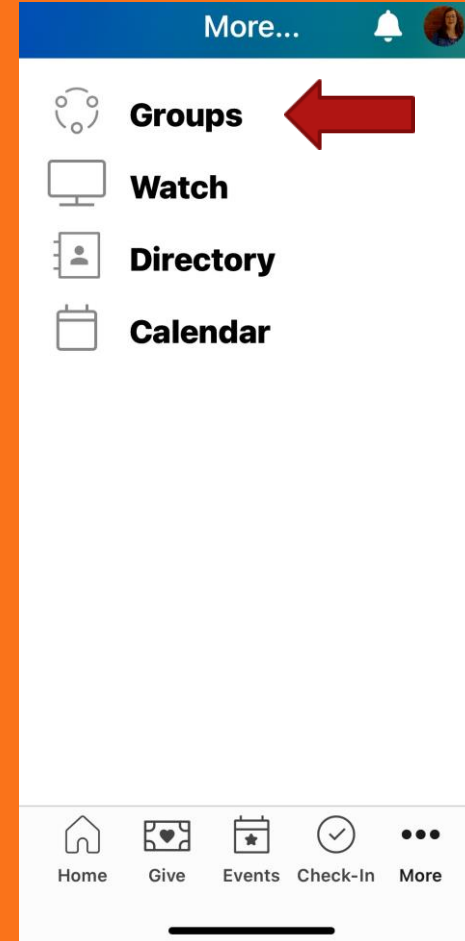 More...
Groups
Watch
Directory
Calendar
Home Give Events Check-In More